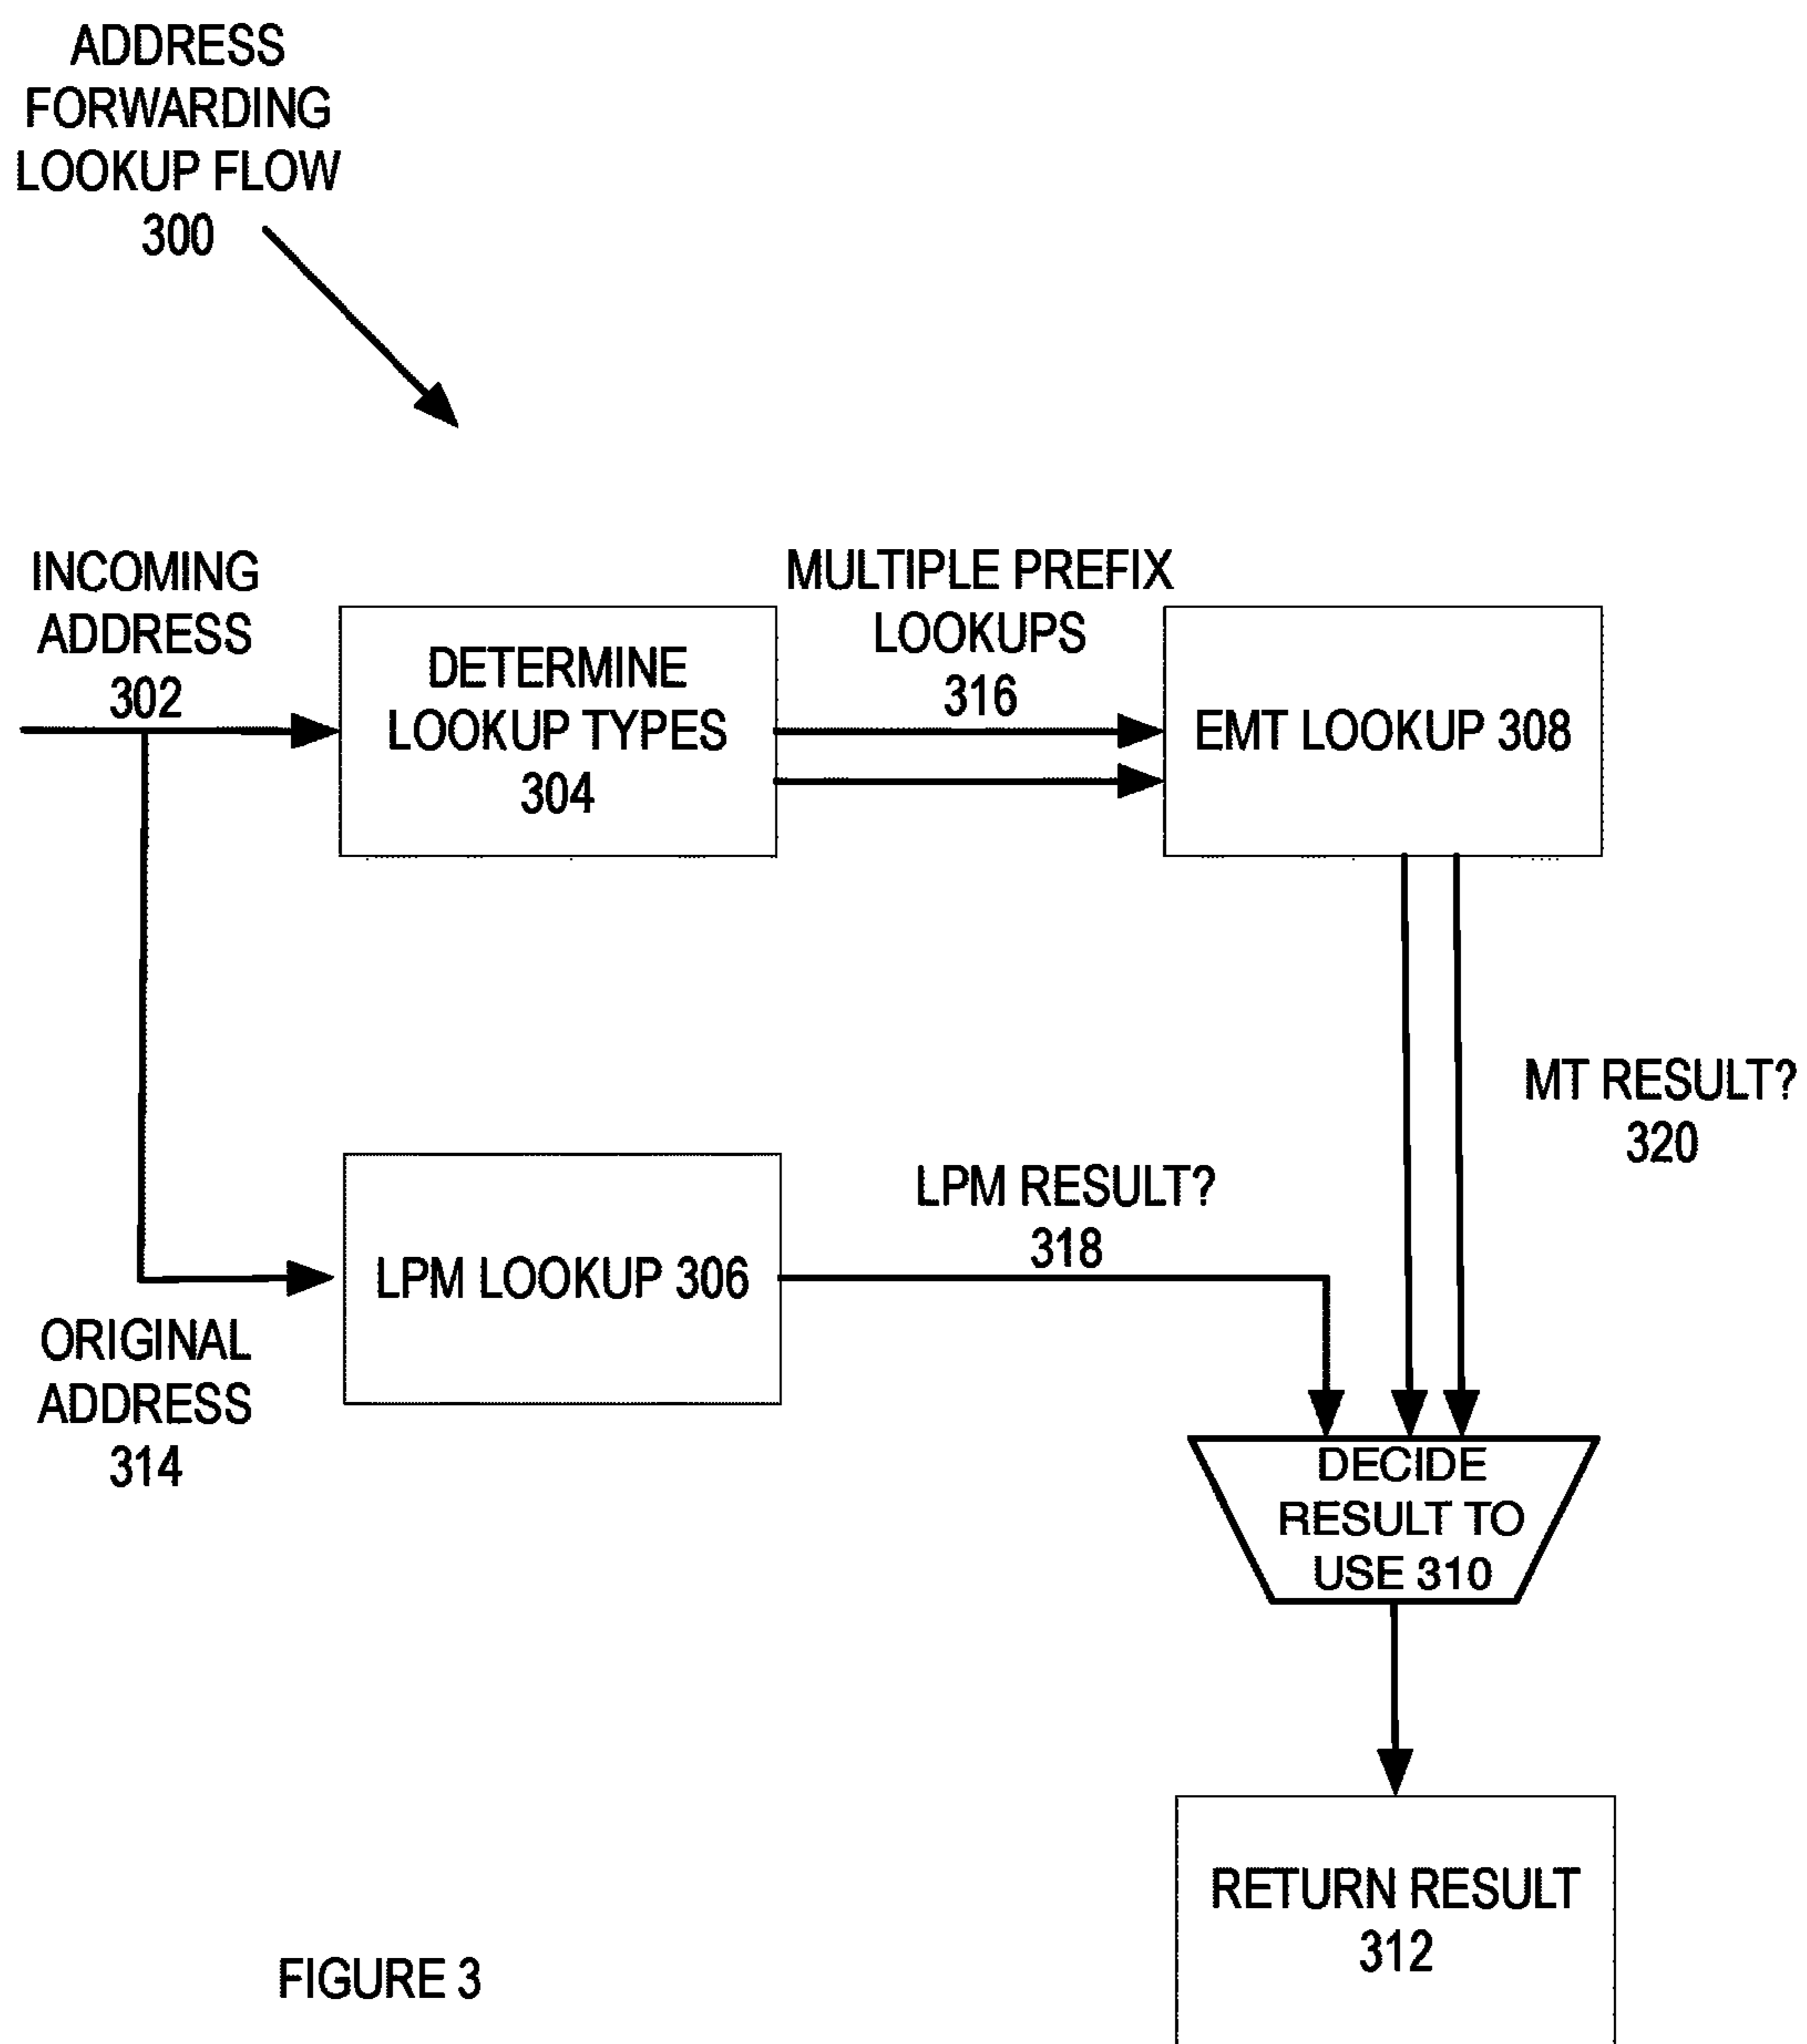 ADDRESS
FORWARDING
LOOKUP FLOW
300
INCOMING
ADDRESS
302
DETERMINE
LOOKUP TYPES
304
MULTIPLE PREFIX
LOOKUPS
316
EMT LOOKUP 308
MT RESULT?
320
LPM RESULT?
318
LPM LOOKUP 306
ORIGINAL
ADDRESS
314
DECIDE
RESULT TO
USE 310
RETURN RESULT
312
FIGURE 3